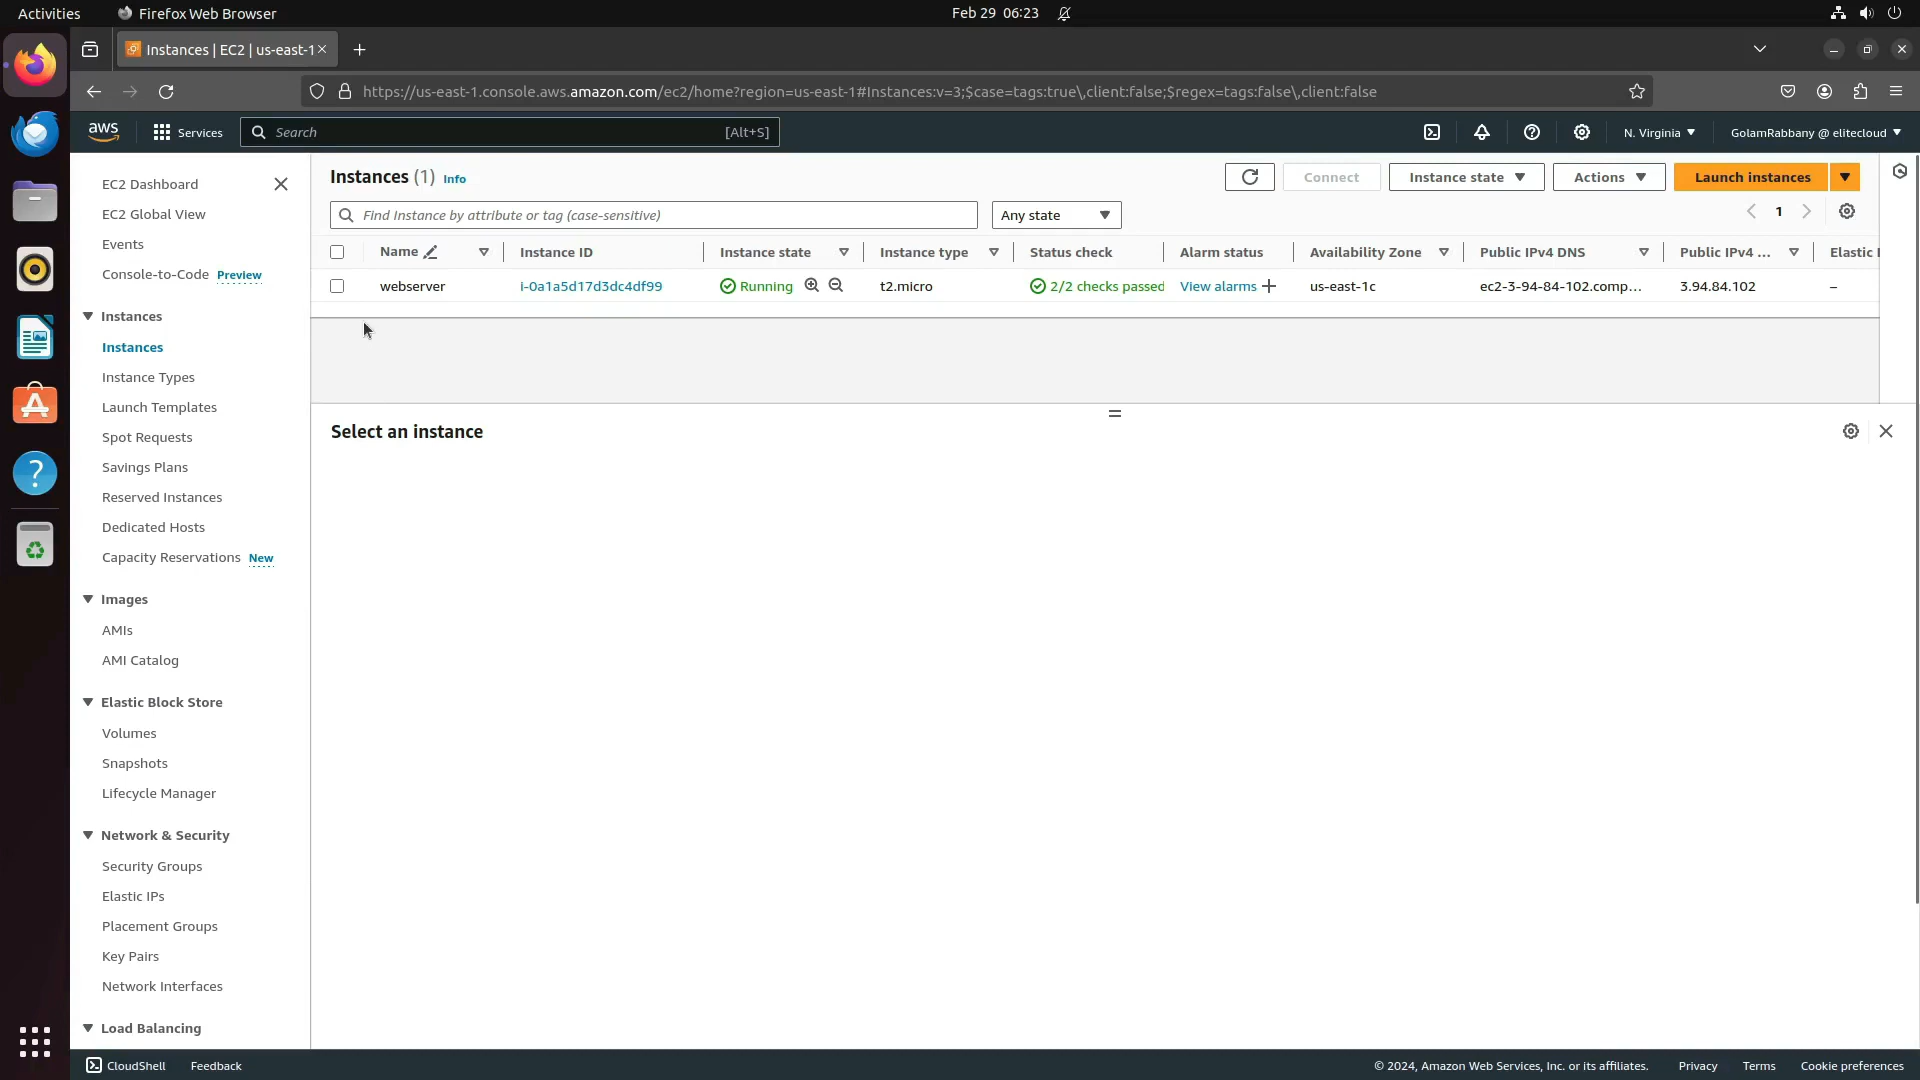 Activities
Firefox Web Browser
Feb 29 06:23
Instances | EC2 | us-east-1
https://us-east-1.console.aws.amazon.com/ec2/home?region=us-east-1#Instances:v=3;$case=tags:true\,client:false;$regex=tags:false\,client:false
aws
Services
Search
[Alt+S]
N. Virginia
GolamRabbany @ elitecloud
EC2 Dashboard
EC2 Global View
Events
Console-to-Code Preview
Instances
Instances
Instance Types
Launch Templates
Spot Requests
Savings Plans
Reserved Instances
Dedicated Hosts
Capacity Reservations New
Images
AMIs
AMI Catalog
Elastic Block Store
Volumes
Snapshots
Lifecycle Manager
Network & Security
Security Groups
Elastic IPs
Placement Groups
Key Pairs
Network Interfaces
Load Balancing
Instances (1) Info
Connect
Instance state
Actions
Launch instances
Find Instance by attribute or tag (case-sensitive)
Any state
1
Name Instance ID Instance state Instance type Status check Alarm status Availability Zone Public IPv4 DNS Public IPv4 ... Elastic I
webserver i-0a1a5d17d3dc4df99 Running t2.micro 2/2 checks passed View alarms + us-east-1c ec2-3-94-84-102.comp... 3.94.84.102 –
Select an instance
CloudShell
Feedback
© 2024, Amazon Web Services, Inc. or its affiliates.
Privacy
Terms
Cookie preferences